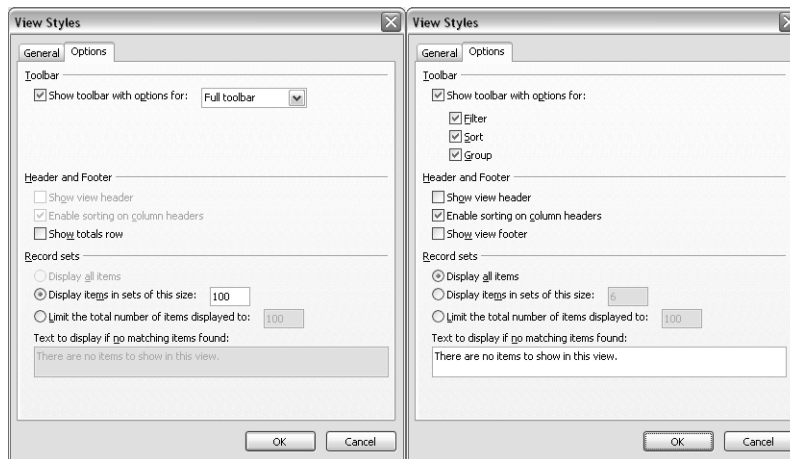 View Styles
General Options
Toolbar
Show toolbar with options for: Full toolbar
Header and Footer
Show view header
Enable sorting on column headers
Show totals row
Record sets
Display all items
Display items in sets of this size: 100
Limit the total number of items displayed to: 100
Text to display if no matching items found:
There are no items to show in this view.
OK Cancel
View Styles
General Options
Toolbar
Show toolbar with options for:
Filter
Sort
Group
Header and Footer
Show view header
Enable sorting on column headers
Show view footer
Record sets
Display all items
Display items in sets of this size: 6
Limit the total number of items displayed to: 100
Text to display if no matching items found:
There are no items to show in this view.
OK Cancel